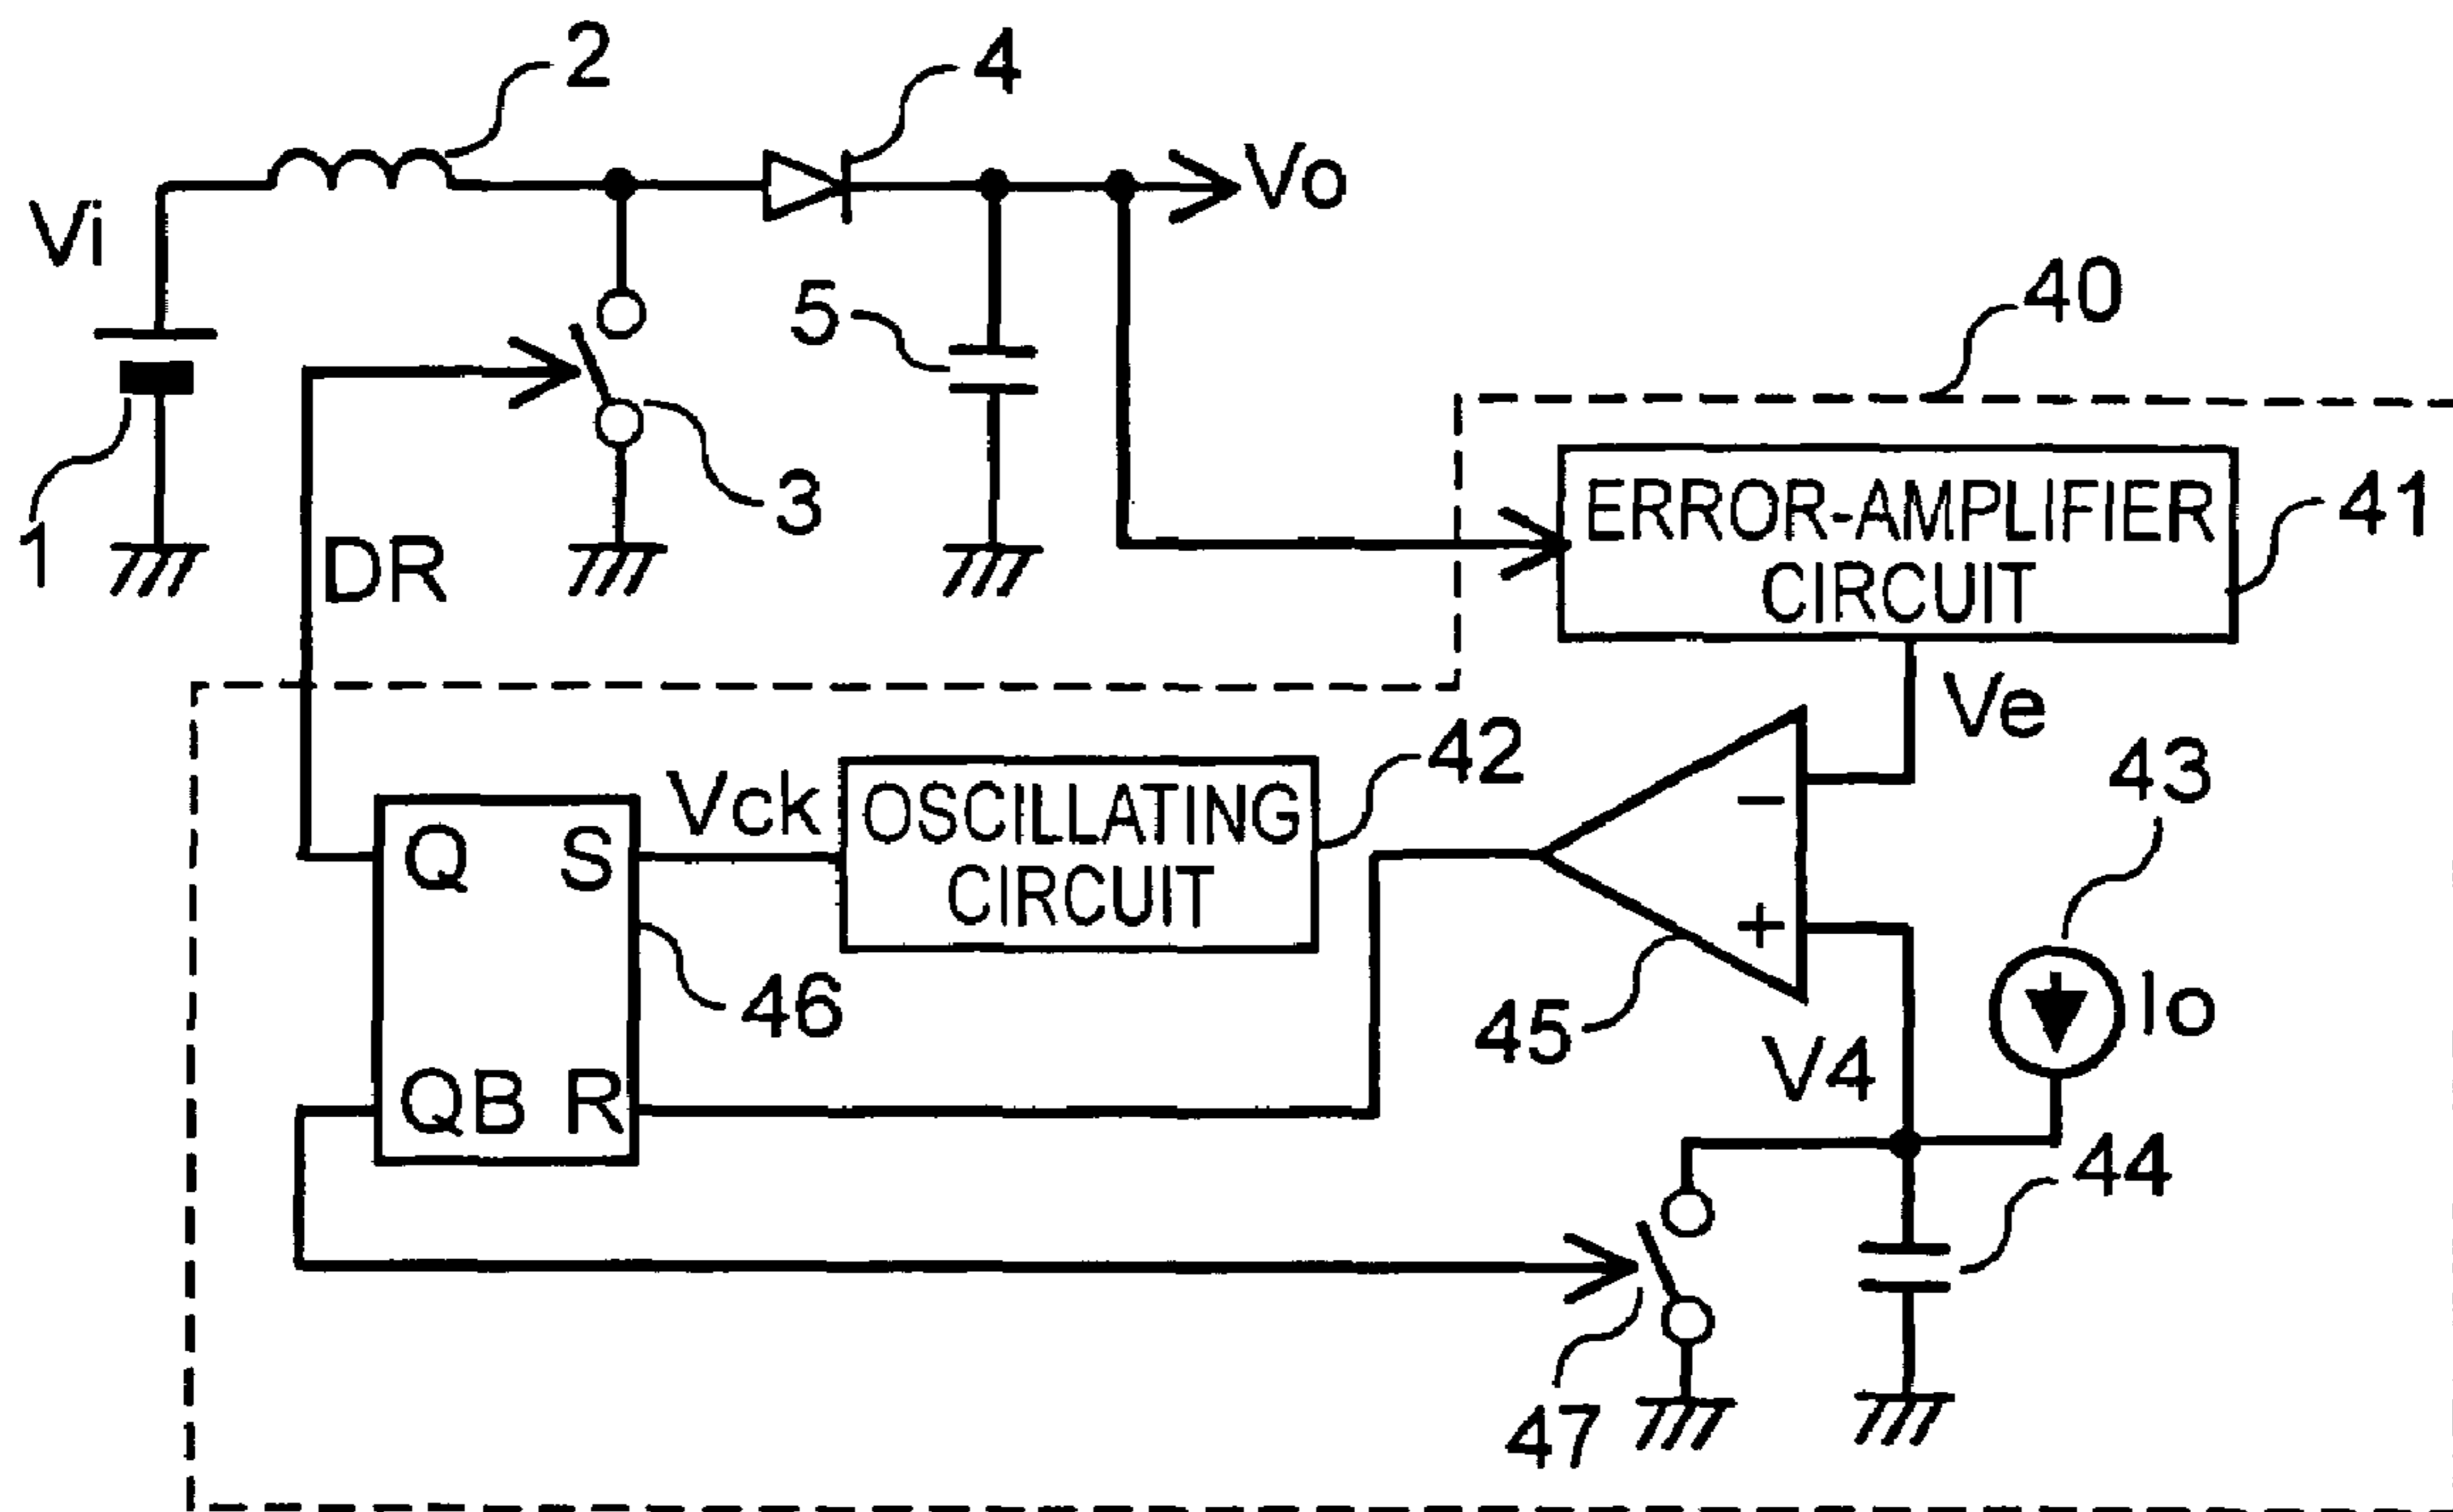 2
4
Vi
Vo
5
40
1
DR
3
ERROR-AMPLIFIER
CIRCUIT
41
Ve
Vck
OSCILLATING
CIRCUIT
42
43
Q S
−
+
46
45
Io
V4
QB R
44
47